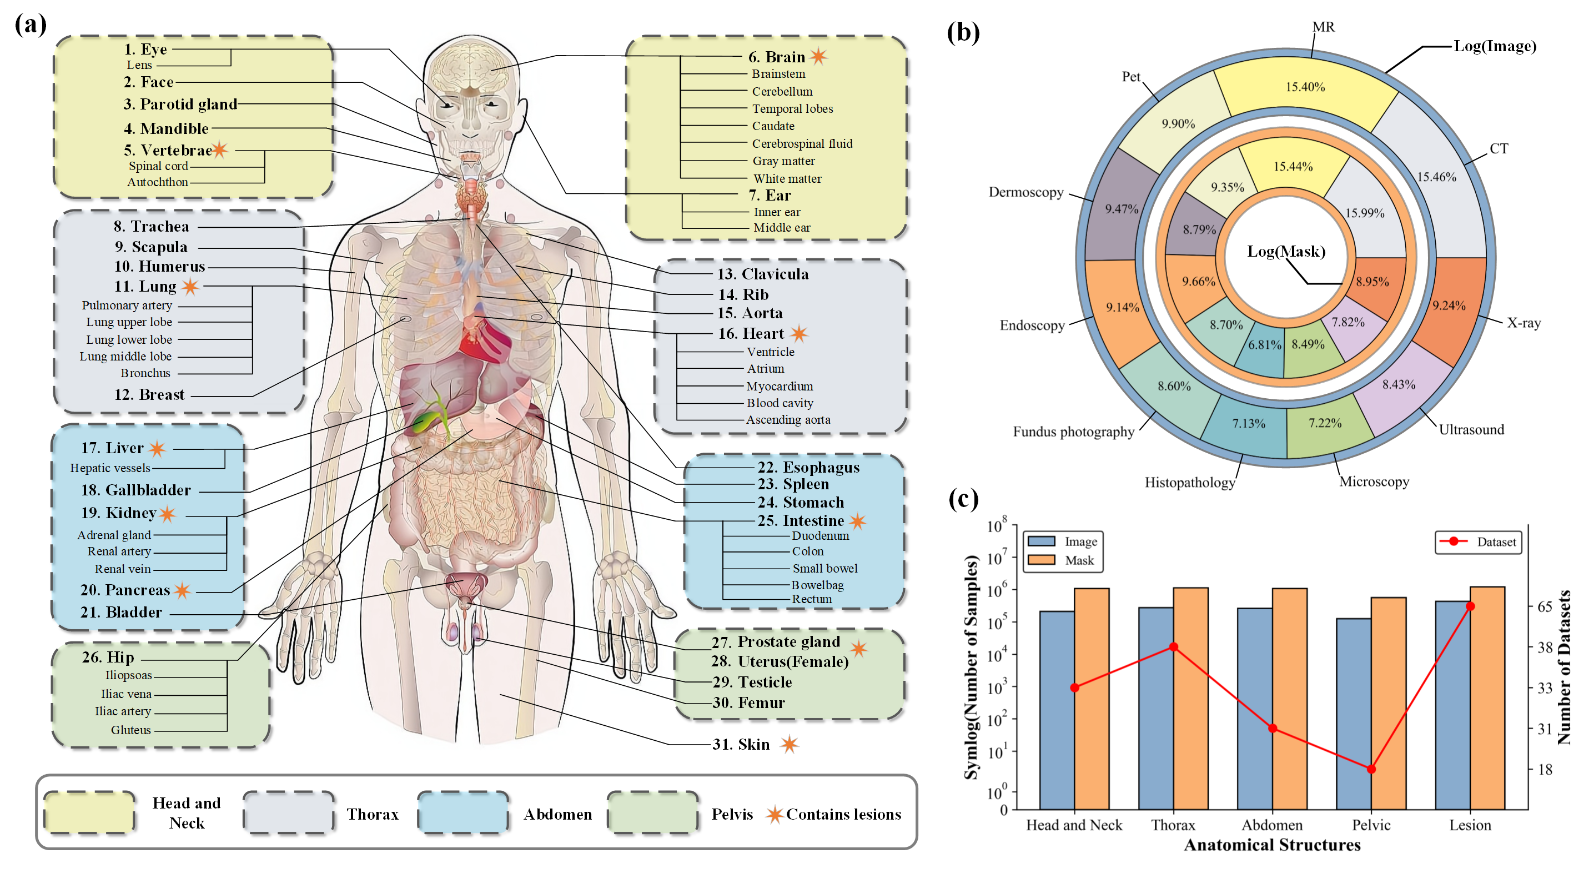 (a)
1. Eye
Lens
2. Face
3. Parotid gland
4. Mandible
5. Vertebrae
Spinal cord
Autochthon
6. Brain
Brainstem
Cerebellum
Temporal lobes
Caudate
Cerebrospinal fluid
Gray matter
White matter
7. Ear
Inner ear
Middle ear
8. Trachea
9. Scapula
10. Humerus
11. Lung
Pulmonary artery
Lung upper lobe
Lung lower lobe
Lung middle lobe
Bronchus
12. Breast
13. Clavicula
14. Rib
15. Aorta
16. Heart
Ventricle
Atrium
Myocardium
Blood cavity
Ascending aorta
17. Liver
Hepatic vessels
18. Gallbladder
19. Kidney
Adrenal gland
Renal artery
Renal vein
20. Pancreas
21. Bladder
22. Esophagus
23. Spleen
24. Stomach
25. Intestine
Duodenum
Colon
Small bowel
Bowelbag
Rectum
26. Hip
Iliopsoas
Iliac vena
Iliac artery
Gluteus
27. Prostate gland
28. Uterus(Female)
29. Testicle
30. Femur
31. Skin
Head and
Neck
Thorax
Abdomen
Pelvis
Contains lesions
(b)
Log(Image)
MR
15.40%
CT
15.46%
X-ray
9.24%
Ultrasound
8.43%
Microscopy
7.22%
Histopathology
7.13%
Fundus photography
8.60%
Endoscopy
9.14%
Dermoscopy
9.47%
Pet
9.90%
Log(Mask)
15.44%
15.99%
8.95%
7.82%
8.49%
6.81%
8.70%
9.66%
8.79%
9.35%
(c)
Symlog(Number of Samples)
10^8
10^7
10^6
10^5
10^4
10^3
10^2
10^1
10^0
0
Image
Mask
Dataset
65
38
33
31
18
Number of Datasets
Head and Neck
Thorax
Abdomen
Pelvic
Lesion
Anatomical Structures